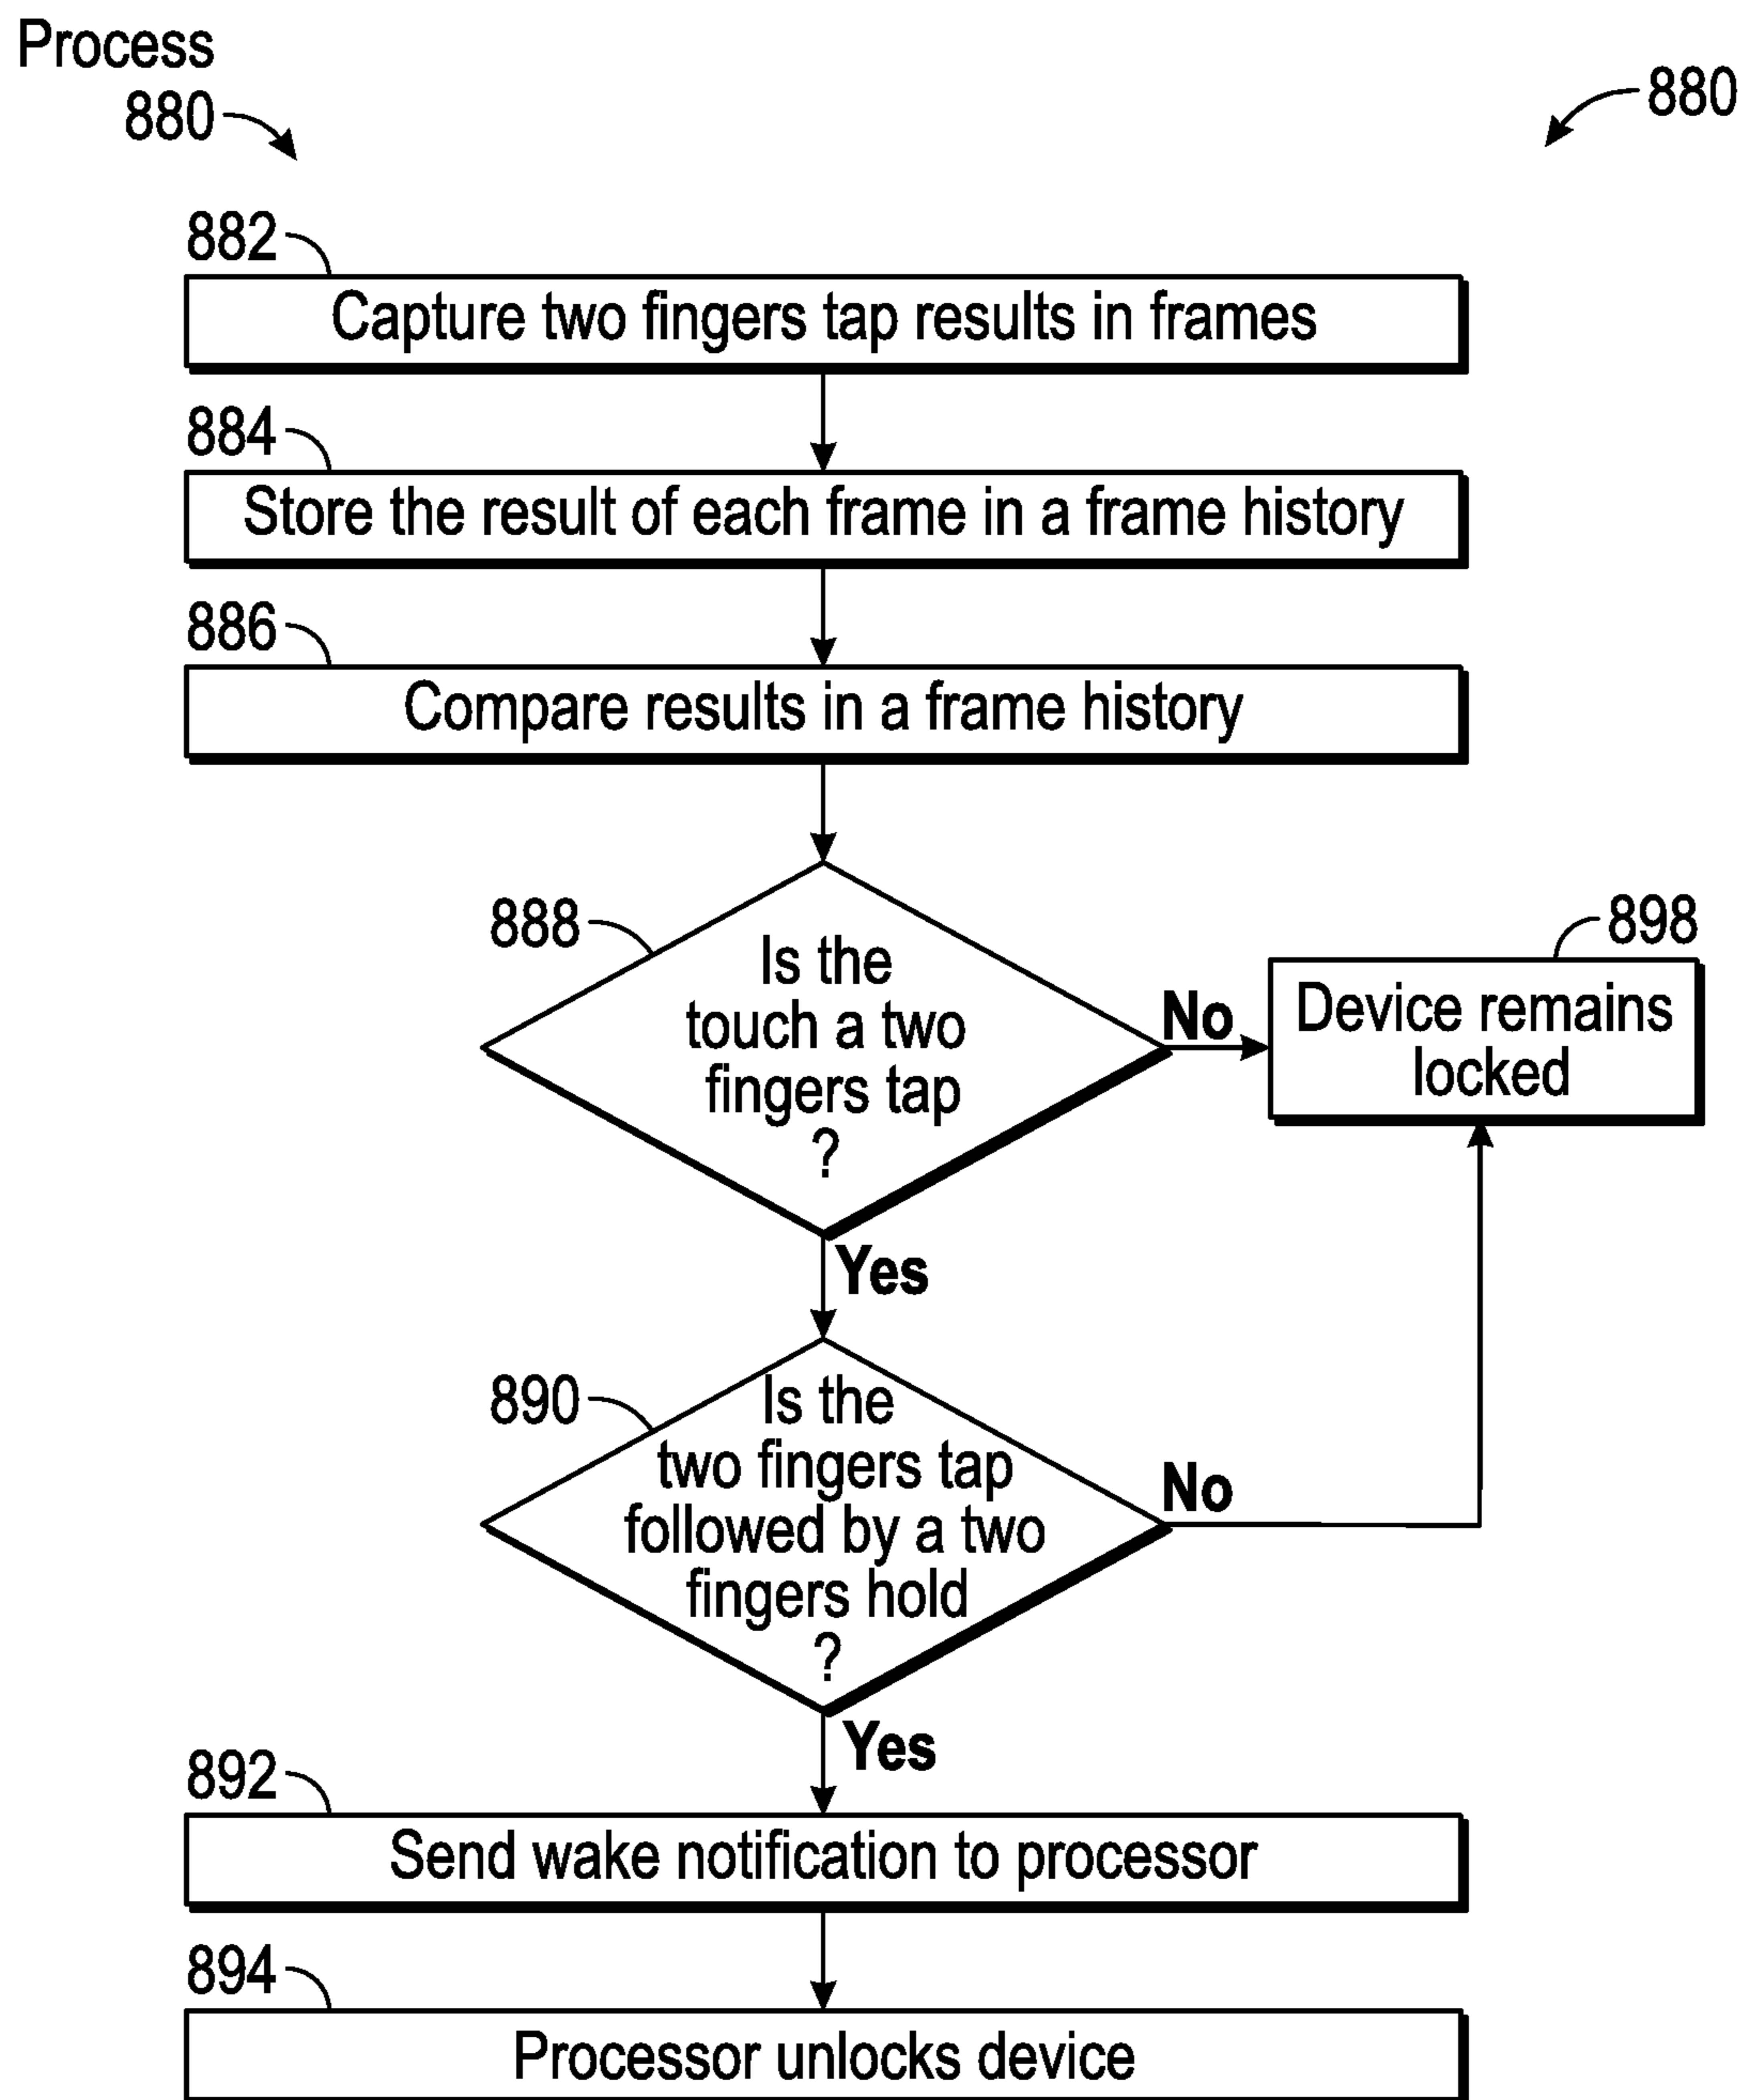 Process
880
880
882
Capture two fingers tap results in frames
884
Store the result of each frame in a frame history
886
Compare results in a frame history
888
Is the
touch a two
fingers tap
?
No
898
Device remains
locked
Yes
890
Is the
two fingers tap
followed by a two
fingers hold
?
No
Yes
892
Send wake notification to processor
894
Processor unlocks device